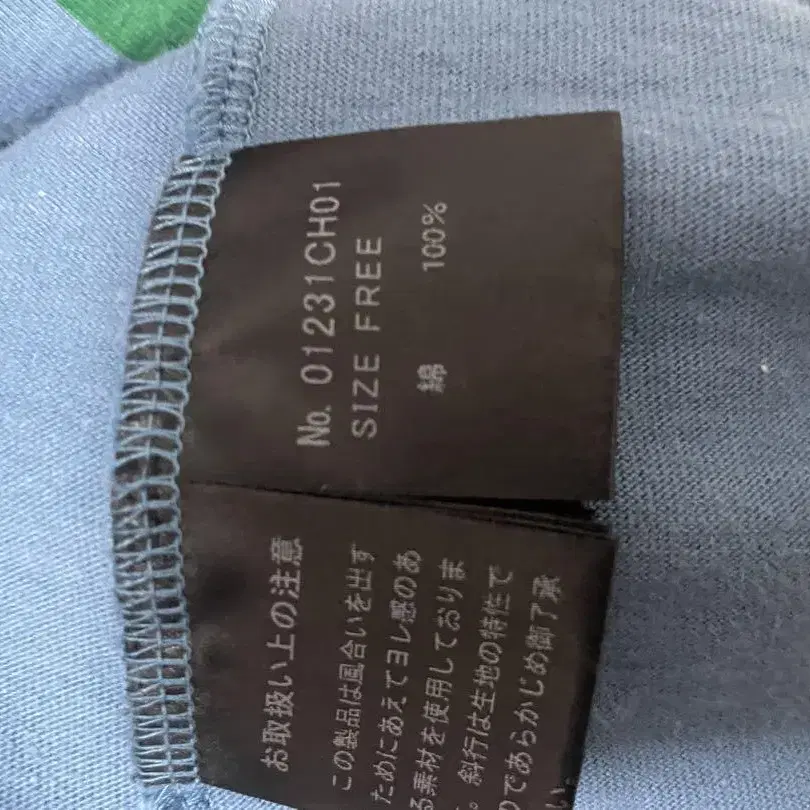 No. 01231CH01
SIZE FREE
綿 100%
お取扱い上の注意
この製品は風合いを出す
ためにあえてヨレ感のあ
る素材を使用しておりま
。斜行は生地の特性で
のであらかじめ御了承
い。